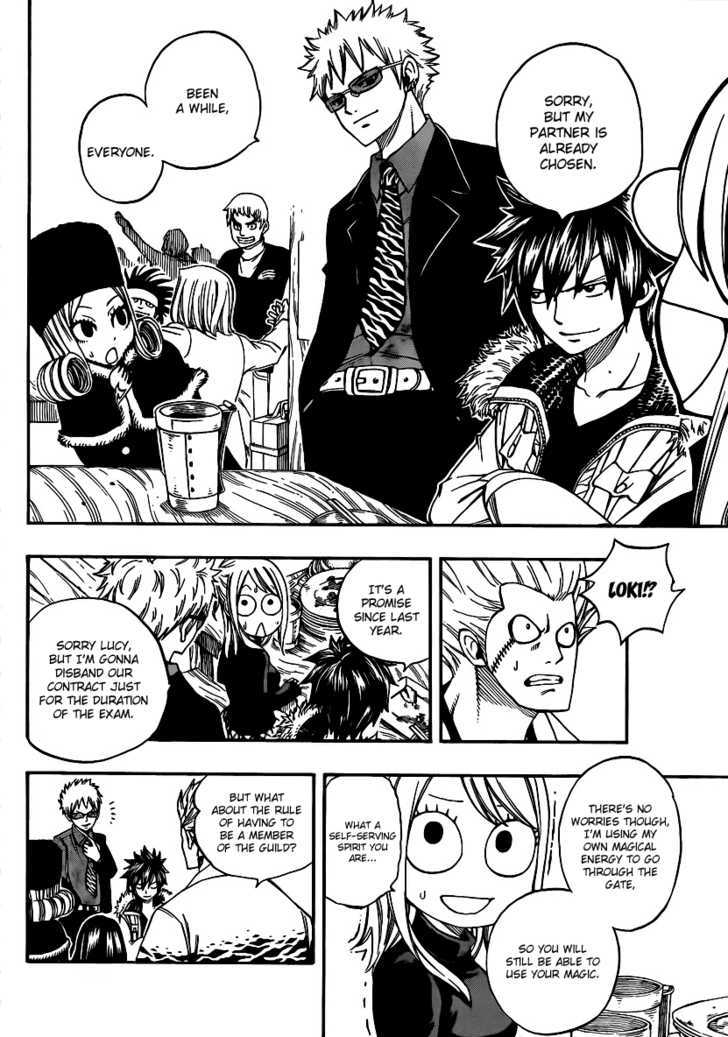 SORRY,
BUT MY
PARTNER IS
ALREADY
CHOSEN.
BEEN
A WHILE,
EVERYONE.
LOKI!?
IT'S A
PROMISE
SINCE LAST
YEAR.
SORRY LUCY,
BUT I'M GONNA
DISBAND OUR
CONTRACT JUST
FOR THE DURATION
OF THE EXAM.
THERE'S NO
WORRIES THOUGH,
I'M USING MY
OWN MAGICAL
ENERGY TO GO
THROUGH THE
GATE,
SO YOU WILL
STILL BE ABLE TO
USE YOUR MAGIC.
WHAT A
SELF-SERVING
SPIRIT YOU
ARE...
BUT WHAT
ABOUT THE RULE
OF HAVING TO
BE A MEMBER
OF THE GUILD?